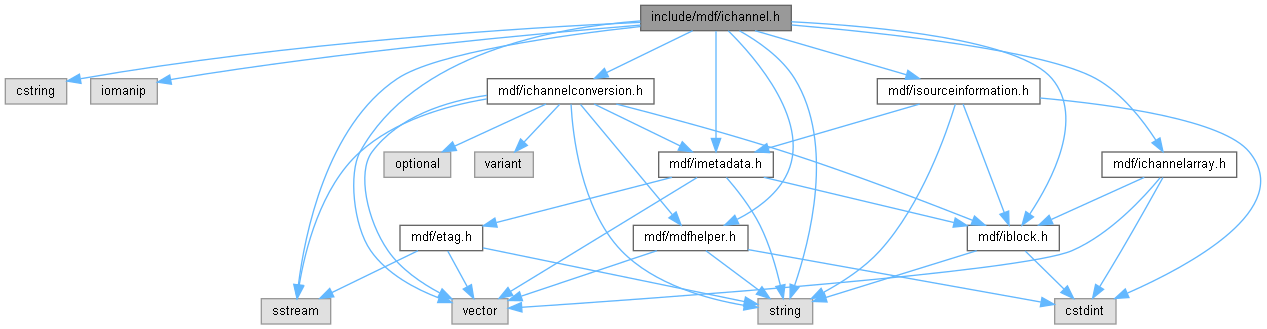 include/mdf/ichannel.h
cstring
iomanip
mdf/ichannelconversion.h
mdf/isourceinformation.h
optional
variant
mdf/imetadata.h
mdf/ichannelarray.h
mdf/etag.h
mdf/mdfhelper.h
mdf/iblock.h
sstream
vector
string
cstdint